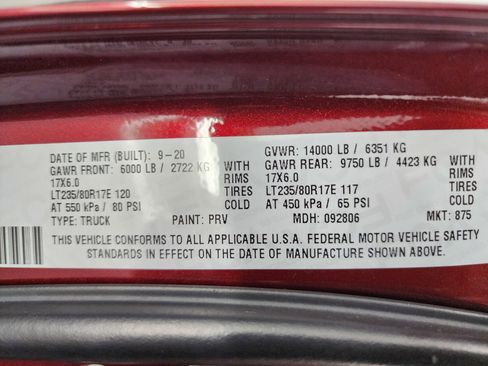 DATE OF MFR (BUILT): 9-20 GVWR: 14000 LB / 6351 KG
GAWR FRONT: 6000 LB / 2722 KG WITH GAWR REAR: 9750 LB / 4423 KG WITH
17X6.0 RIMS 17X6.0 RIMS
LT235/80R17E 120 TIRES LT235/80R17E 117 TIRES
AT 550 kPa / 80 PSI COLD AT 450 kPa / 65 PSI COLD
TYPE: TRUCK PAINT: PRV MDH: 092806 MKT: 875
THIS VEHICLE CONFORMS TO ALL APPLICABLE U.S.A. FEDERAL MOTOR VEHICLE SAFETY
STANDARDS IN EFFECT ON THE DATE OF MANUFACTURE SHOWN ABOVE.